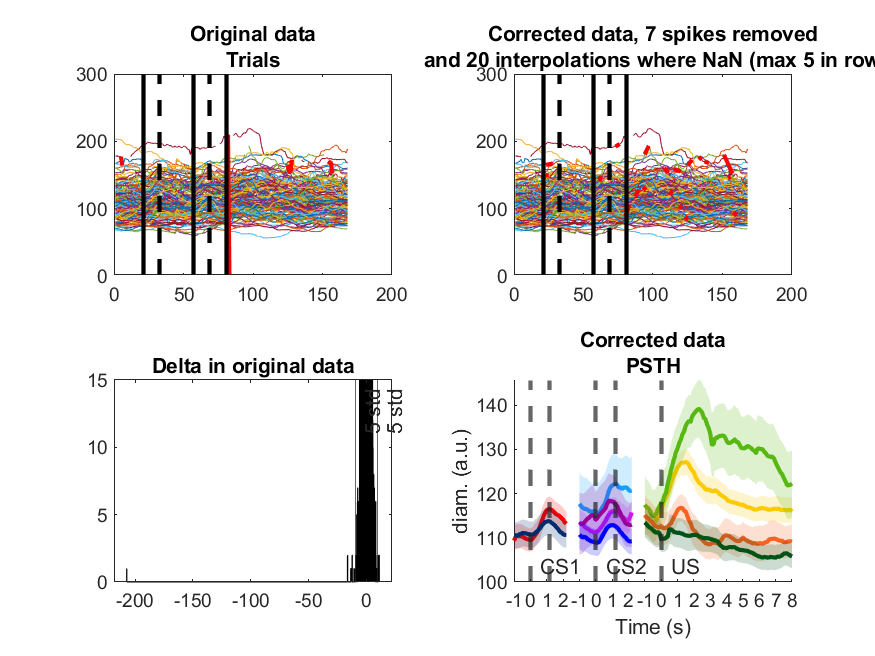 Original data
Trials
300
200
100
0
0 50 100 150 200
Corrected data, 7 spikes removed
and 20 interpolations where NaN (max 5 in row
300
200
100
0
0 50 100 150 200
Delta in original data
15
10
5
0
-200 -150 -100 -50 0
5 std
5 std
Corrected data
PSTH
diam. (a.u.)
140
130
120
110
100
CS1 CS2 US
-1 0 1 2 -1 0 1 2 -1 0 1 2 3 4 5 6 7 8
Time (s)